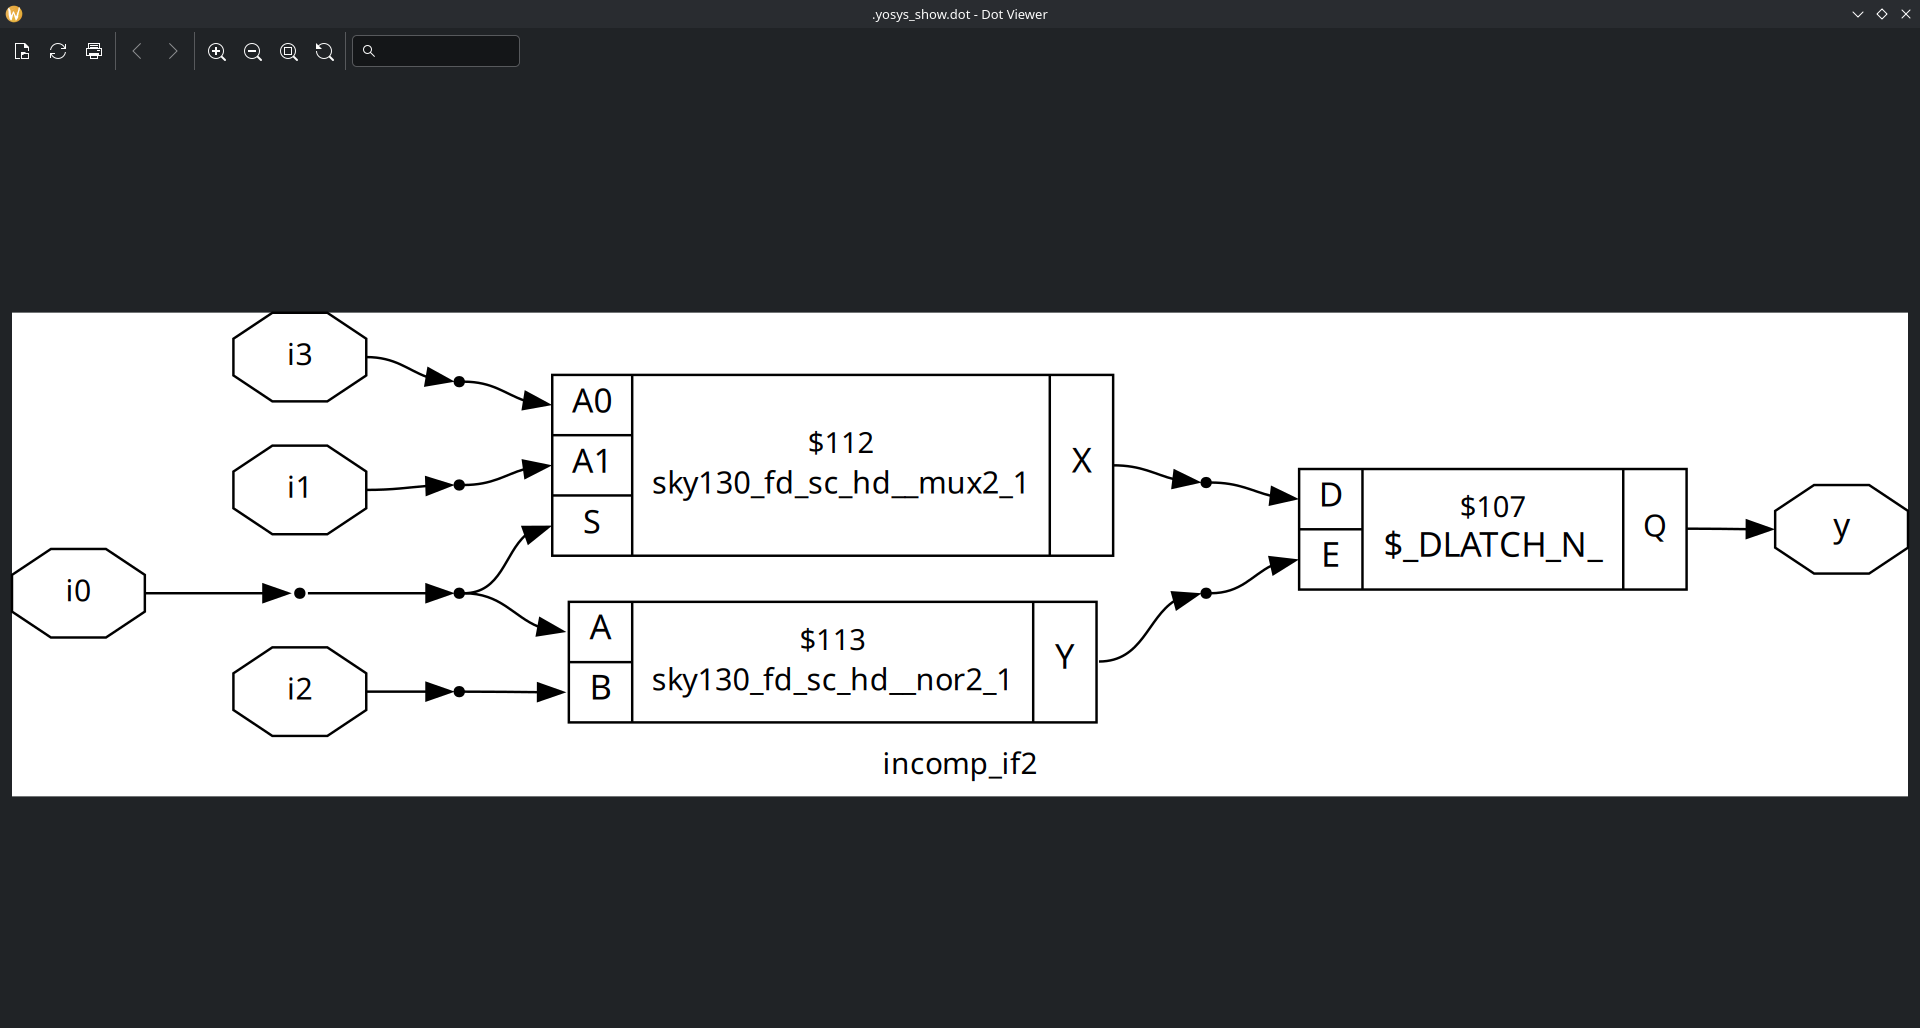 .yosys_show.dot - Dot Viewer
i3
i1
i0
i2
A0
A1
S
$112
sky130_fd_sc_hd__mux2_1
X
A
B
$113
sky130_fd_sc_hd__nor2_1
Y
D
E
$107
$_DLATCH_N_
Q
y
incomp_if2